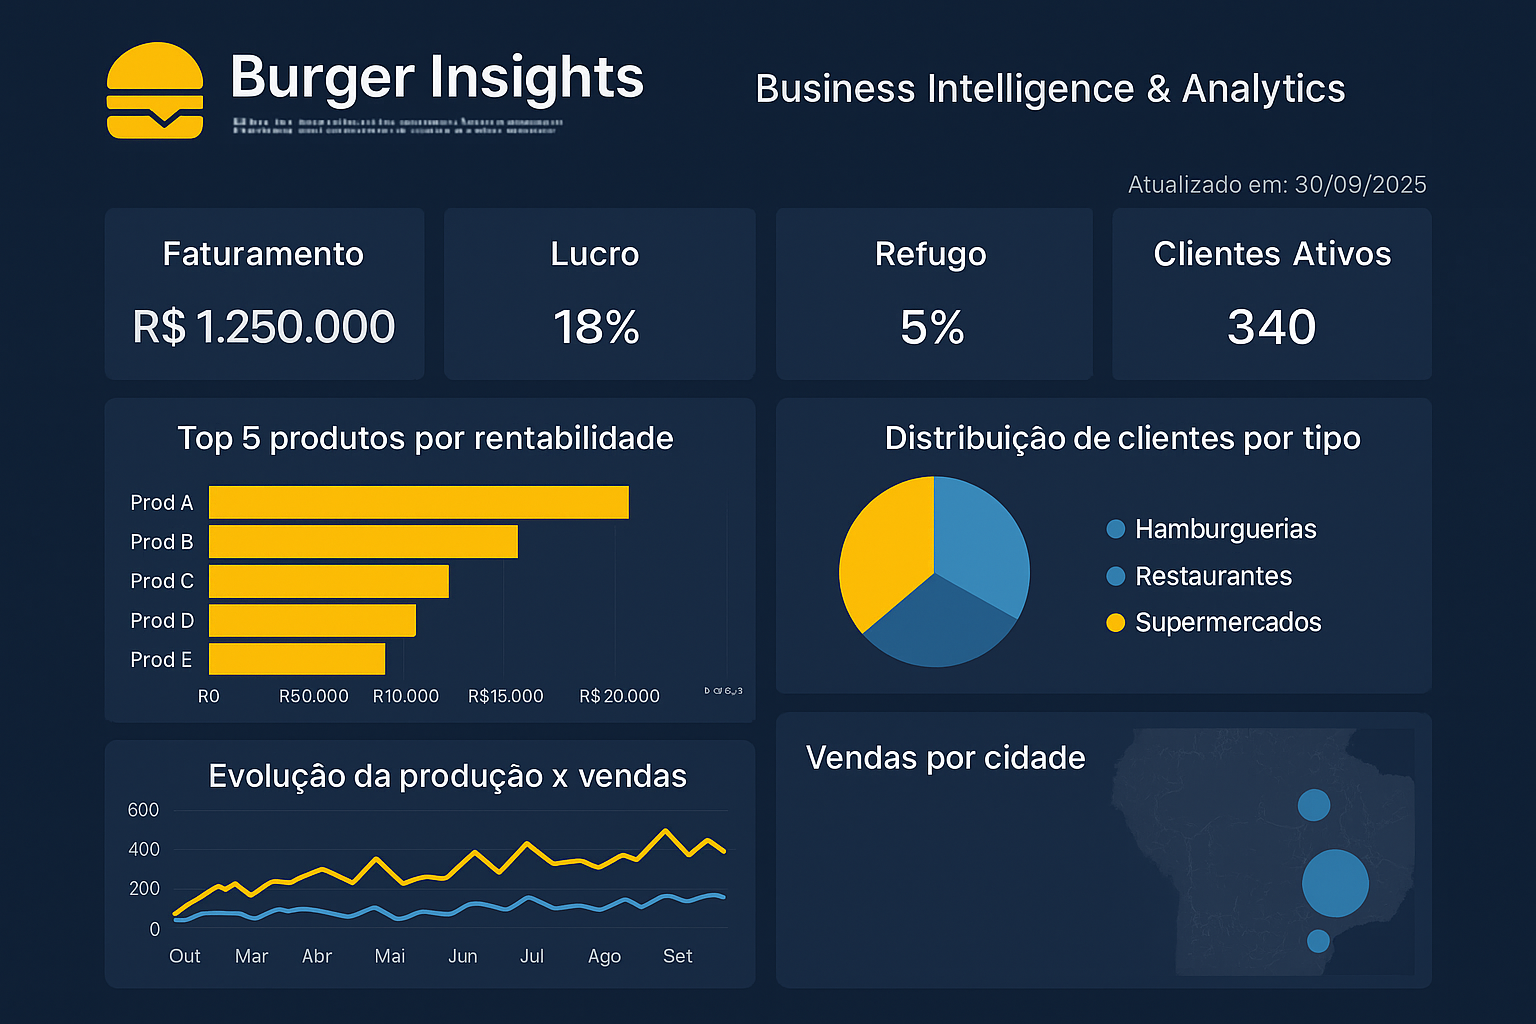 Burger Insights
Business Intelligence & Analytics
Atualizado em: 30/09/2025
Faturamento
R$ 1.250.000
Lucro
18%
Refugo
5%
Clientes Ativos
340
Top 5 produtos por rentabilidade
Prod A
Prod B
Prod C
Prod D
Prod E
R0 R50.000 R10.000 R$15.000 R$20.000
Distribuição de clientes por tipo
Hamburguerias
Restaurantes
Supermercados
Evolução da produção x vendas
600
400
200
0
Out Mar Abr Mai Jun Jul Ago Set
Vendas por cidade